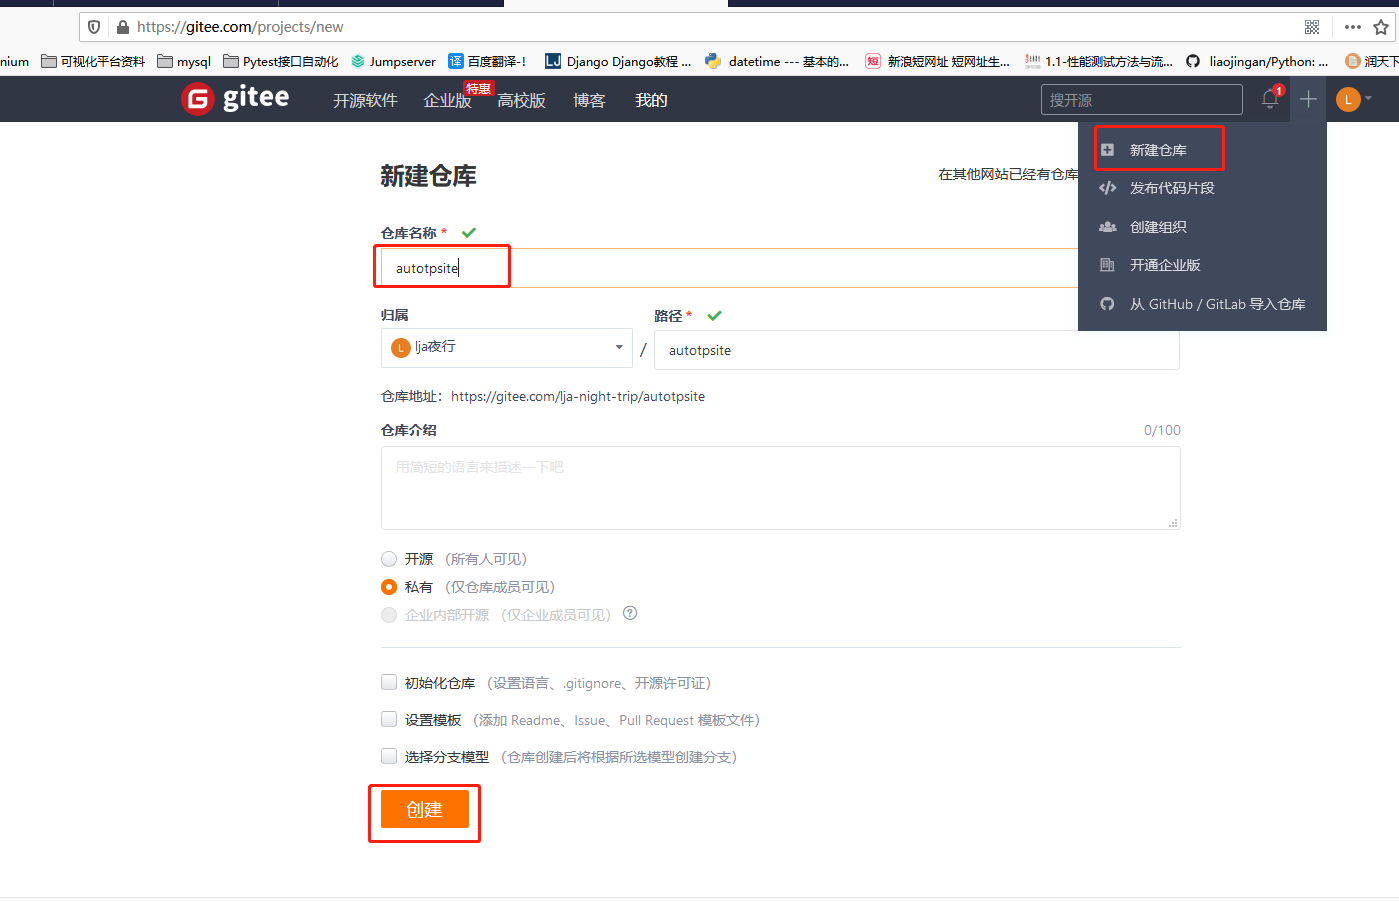 https://gitee.com/projects/new
nium 可视化平台资料 mysql Pytest接口自动化 Jumpserver 译 百度翻译-! LJ Django Django教程 ... datetime --- 基本的... 短 新浪短网址 短网址生... 1.1-性能测试方法与流... liaojingan/Python: ... 润天下
G gitee 开源软件 企业版 特惠 高校版 博客 我的 搜开源 1 L
新建仓库 在其他网站已经有仓库
新建仓库
发布代码片段
创建组织
开通企业版
从 GitHub / GitLab 导入仓库
仓库名称 *
autotpsite
归属 路径 *
L lja夜行 / autotpsite
仓库地址：https://gitee.com/lja-night-trip/autotpsite
仓库介绍 0/100
用简短的语言来描述一下吧
开源 （所有人可见）
私有 （仅仓库成员可见）
企业内部开源 （仅企业成员可见） ?
初始化仓库 （设置语言、.gitignore、开源许可证）
设置模板 （添加 Readme、Issue、Pull Request 模板文件）
选择分支模型 （仓库创建后将根据所选模型创建分支）
创建